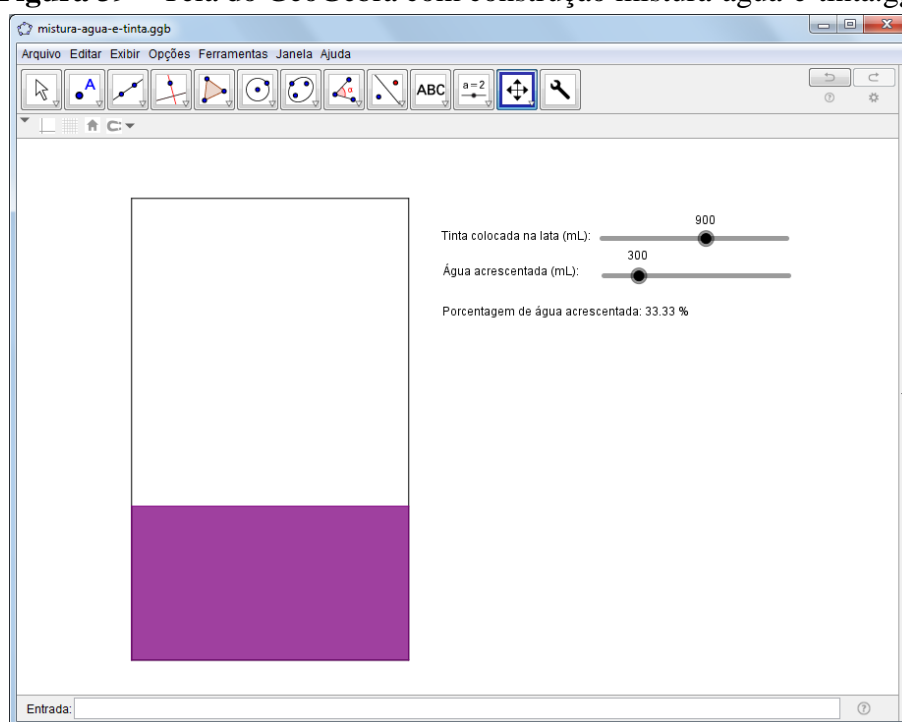 Figura 39 – Tela do GeoGebra com construção mistura-agua-e-tinta.gg
mistura-agua-e-tinta.ggb
Arquivo Editar Exibir Opções Ferramentas Janela Ajuda
A
α
ABC
a=2
900
Tinta colocada na lata (mL):
300
Água acrescentada (mL):
Porcentagem de água acrescentada: 33.33 %
Entrada: